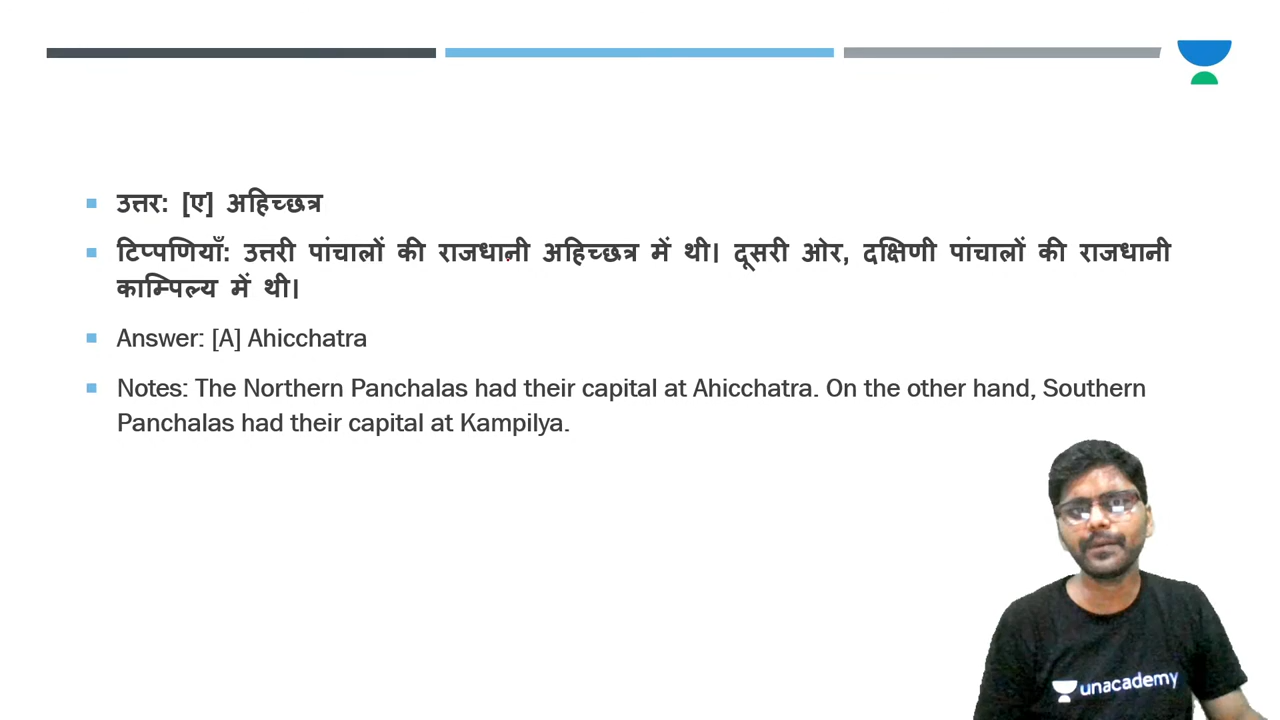 उत्तर: [ए] अहिच्छत्र
टिप्पणियाँ: उत्तरी पांचालों की राजधानी अहिच्छत्र में थी। दूसरी ओर, दक्षिणी पांचालों की राजधानी
काम्पिल्य में थी।
Answer: [A] Ahicchatra
Notes: The Northern Panchalas had their capital at Ahicchatra. On the other hand, Southern
Panchalas had their capital at Kampilya.
unacademy